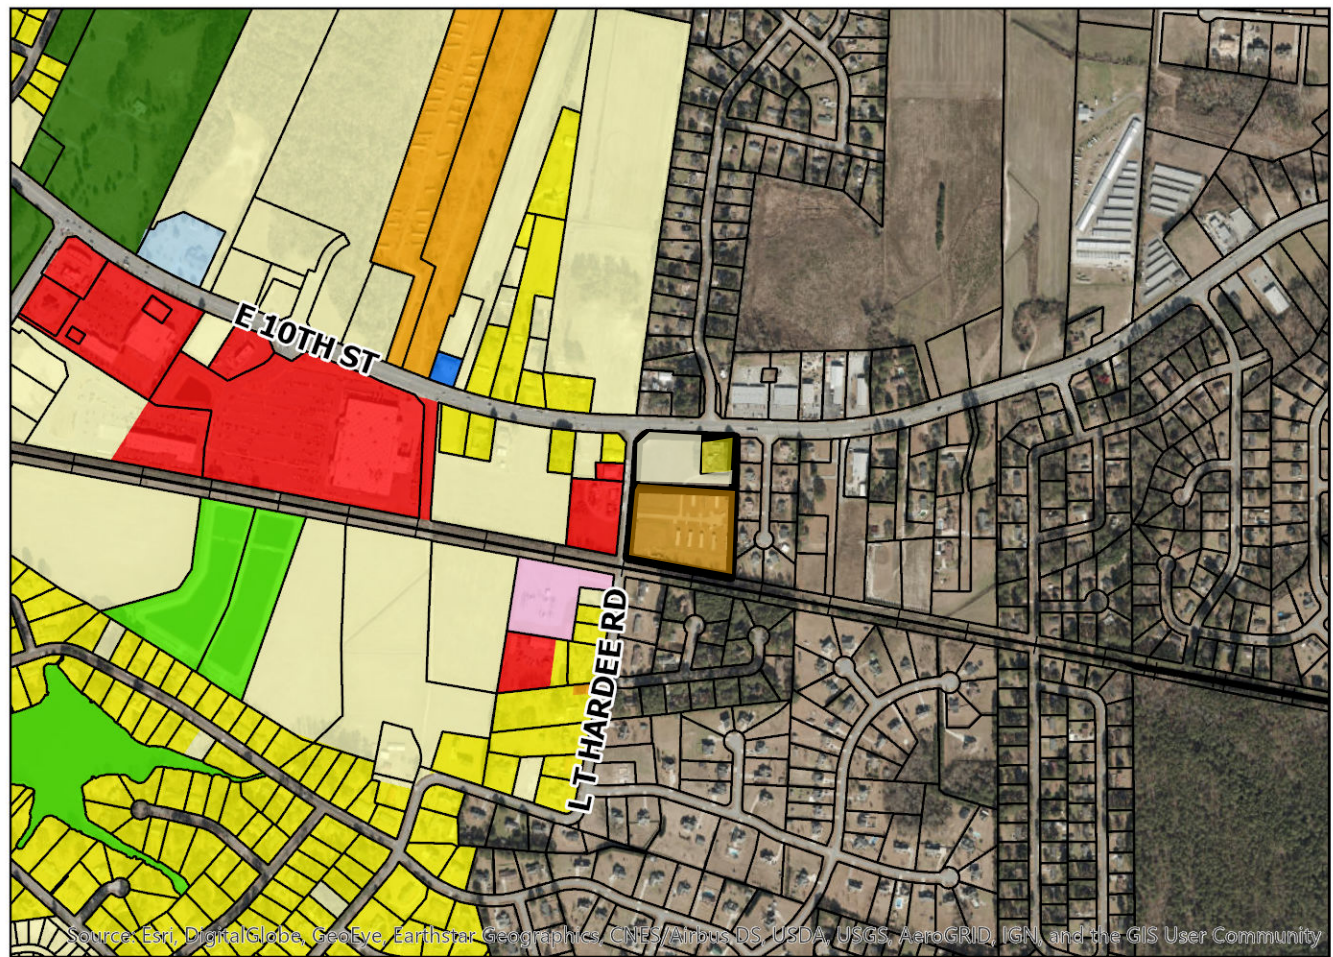 E 10TH ST
L T HARDEE RD
Source: Esri, DigitalGlobe, GeoEye, Earthstar Geographics, CNES/Airbus DS, USDA, USGS, AeroGRID, IGN, and the GIS User Community